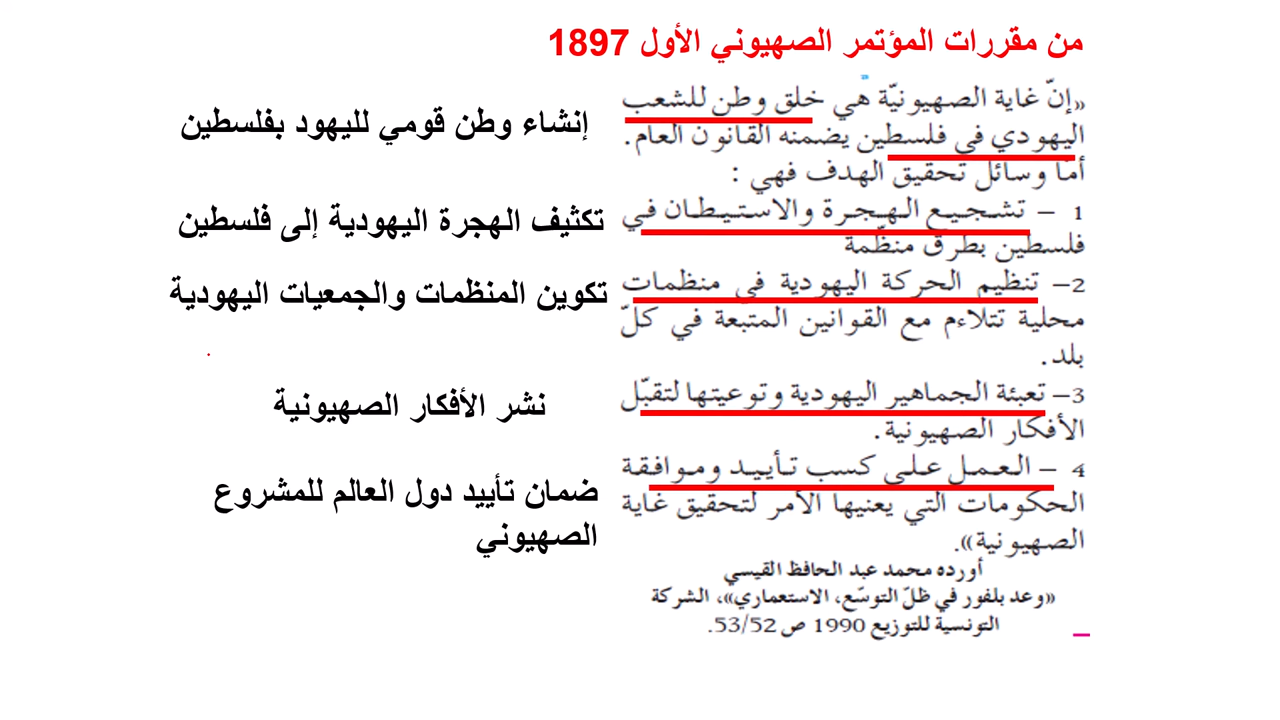 من مقررات المؤتمر الصهيوني الأول 1897
«إنّ غاية الصهيونيّة هي خلق وطن للشعب
اليهودي في فلسطين يضمنه القانون العام.
أمّا وسائل تحقيق الهدف فهي :
1 – تشجيع الهجرة والاستيطان في
فلسطين بطرق منظّمة
2– تنظيم الحركة اليهودية في منظمات
محلية تتلاءم مع القوانين المتبعة في كلّ
بلد.
3– تعبئة الجماهير اليهودية وتوعيتها لتقبّل
الأفكار الصهيونية.
4 – العمل على كسب تأييد وموافقة
الحكومات التي يعنيها الأمر لتحقيق غاية
الصهيونية».
أورده محمد عبد الحافظ القيسي
«وعد بلفور في ظلّ التوسّع، الاستعماري»، الشركة
التونسية للتوزيع 1990 ص 53/52.
إنشاء وطن قومي لليهود بفلسطين
تكثيف الهجرة اليهودية إلى فلسطين
تكوين المنظمات والجمعيات اليهودية
نشر الأفكار الصهيونية
ضمان تأييد دول العالم للمشروع
الصهيوني